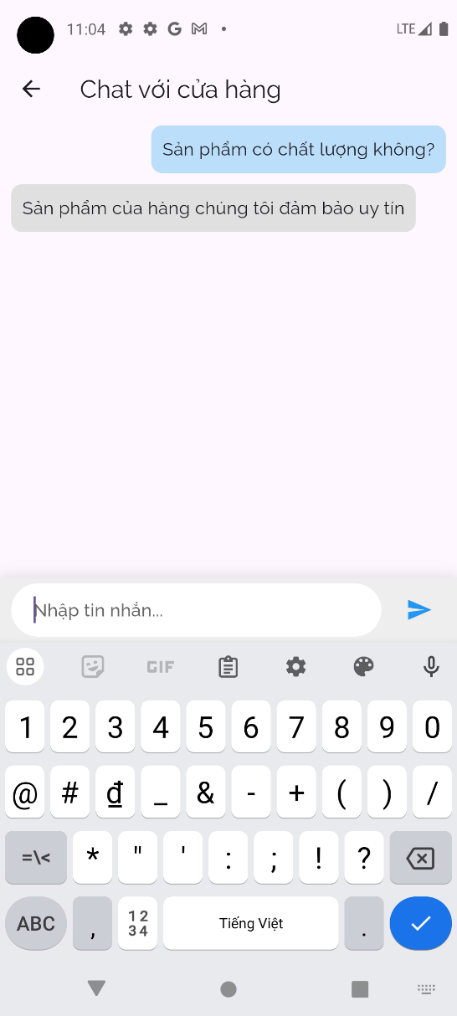 11:04 LTE
Chat với cửa hàng
Sản phẩm có chất lượng không?
Sản phẩm của hàng chúng tôi đảm bảo uy tín
Nhập tin nhắn...
GIF
1 2 3 4 5 6 7 8 9 0
@ # ₫ _ & - + ( ) /
=\< * " ' : ; ! ?
ABC , 12 34 Tiếng Việt .